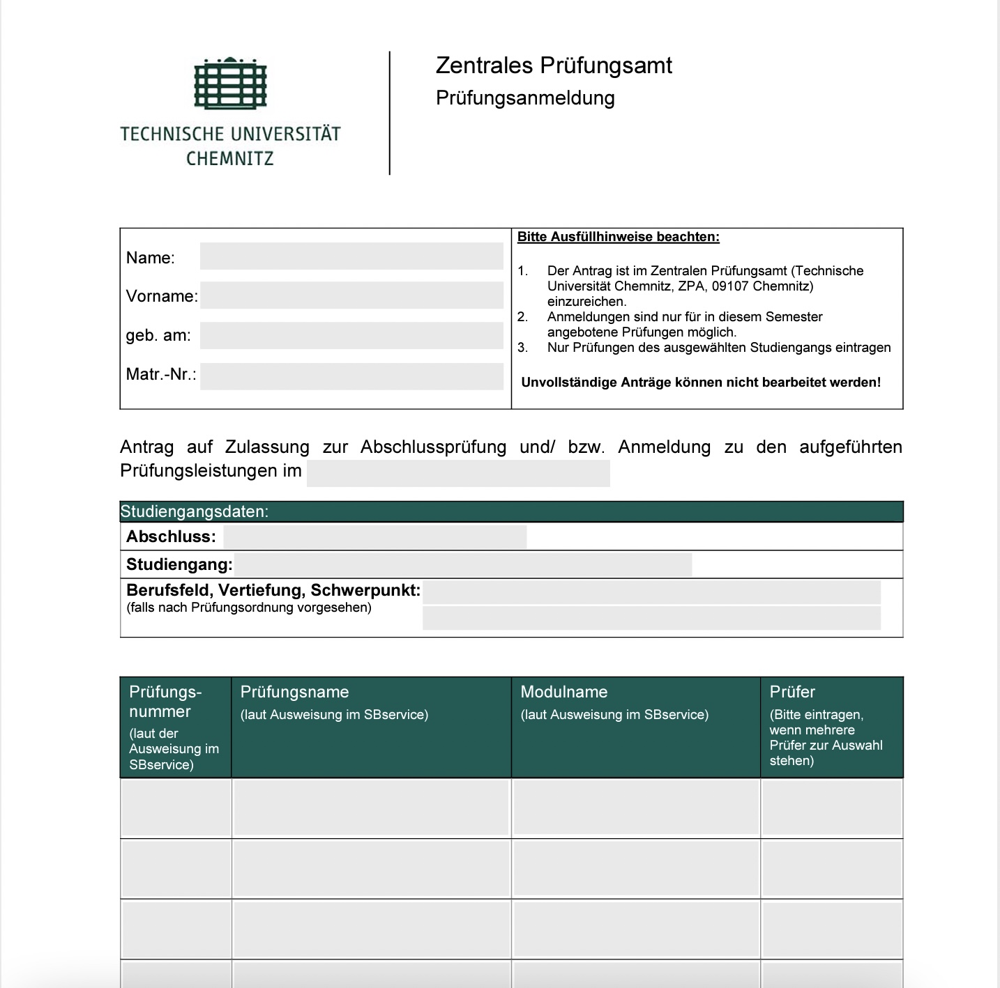 TECHNISCHE UNIVERSITÄT
CHEMNITZ
Zentrales Prüfungsamt
Prüfungsanmeldung
Name:
Vorname:
geb. am:
Matr.-Nr.:
Bitte Ausfüllhinweise beachten:
1. Der Antrag ist im Zentralen Prüfungsamt (Technische
Universität Chemnitz, ZPA, 09107 Chemnitz)
einzureichen.
2. Anmeldungen sind nur für in diesem Semester
angebotene Prüfungen möglich.
3. Nur Prüfungen des ausgewählten Studiengangs eintragen
Unvollständige Anträge können nicht bearbeitet werden!
Antrag auf Zulassung zur Abschlussprüfung und/ bzw. Anmeldung zu den aufgeführten
Prüfungsleistungen im
Studiengangsdaten:
Abschluss:
Studiengang:
Berufsfeld, Vertiefung, Schwerpunkt:
(falls nach Prüfungsordnung vorgesehen)
Prüfungs-
nummer
(laut der
Ausweisung im
SBservice)
Prüfungsname
(laut Ausweisung im SBservice)
Modulname
(laut Ausweisung im SBservice)
Prüfer
(Bitte eintragen,
wenn mehrere
Prüfer zur Auswahl
stehen)